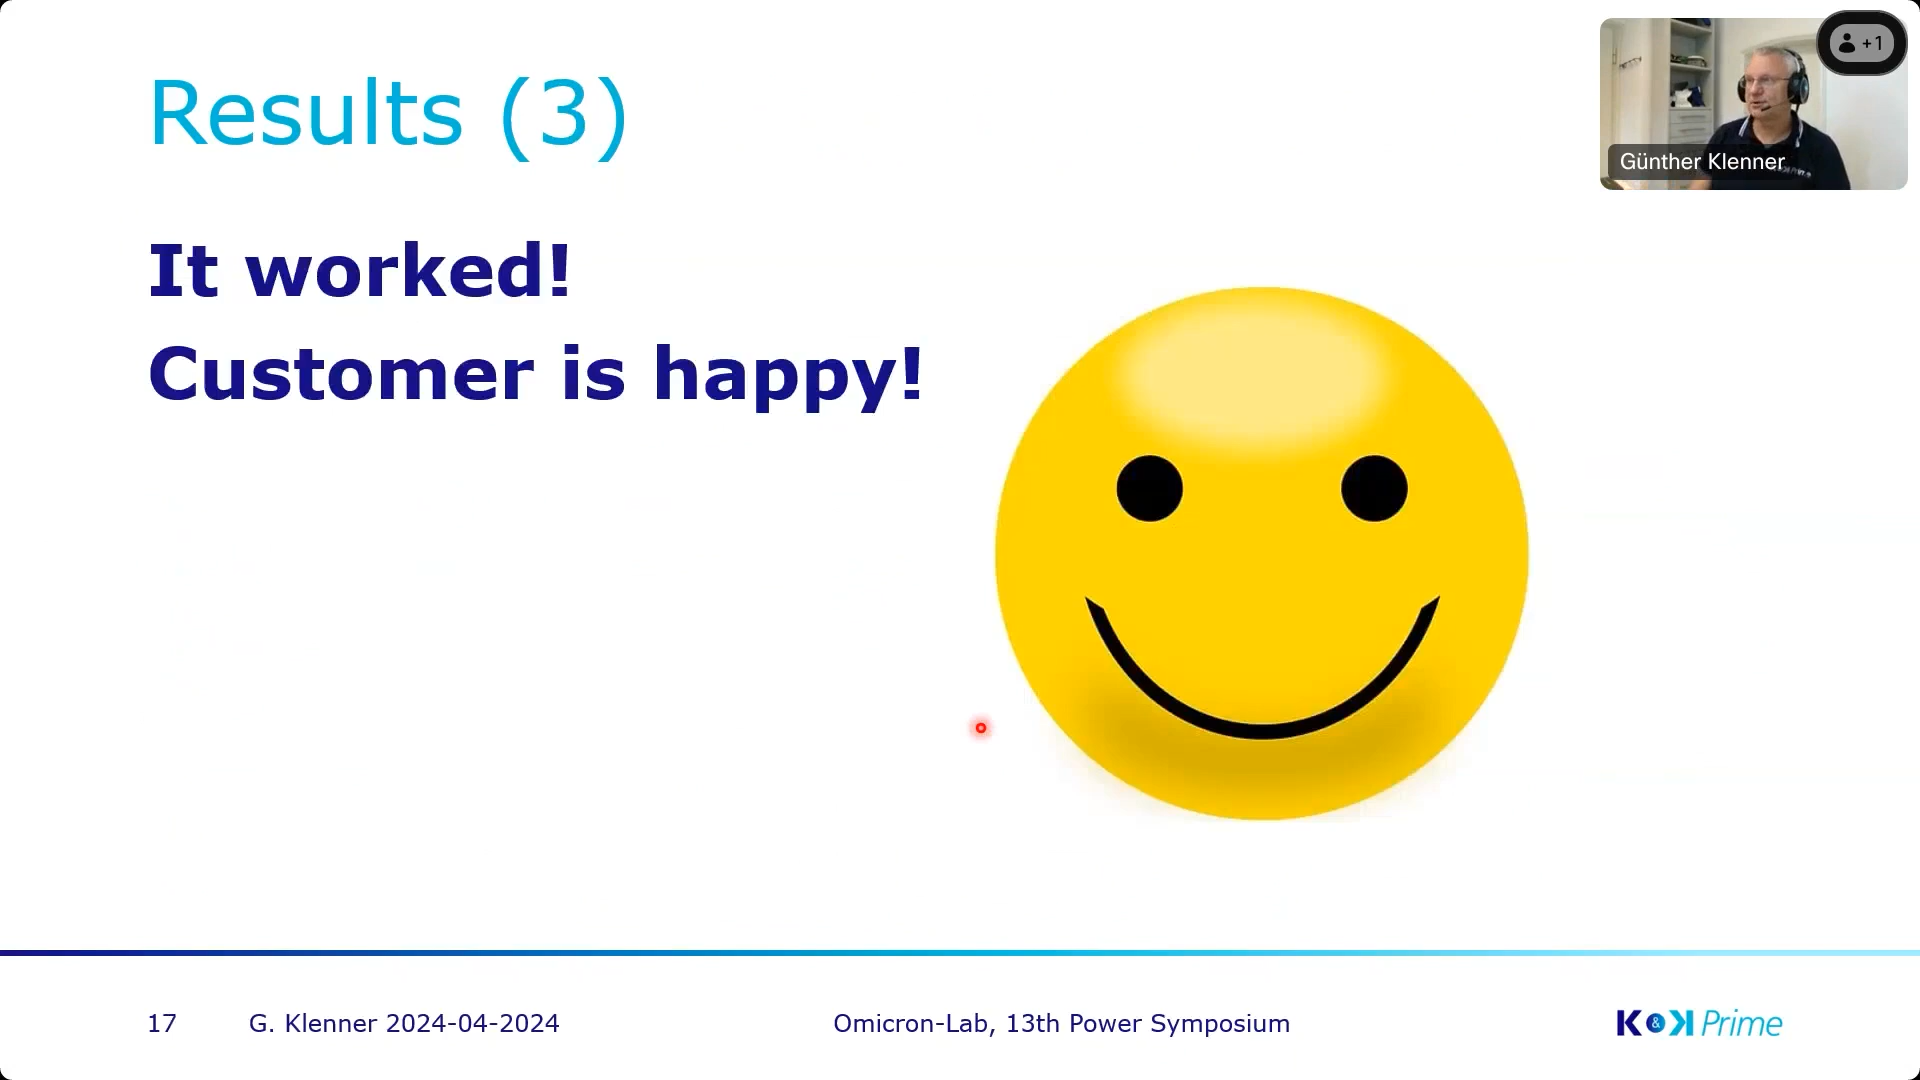 Results (3)
+1
Günther Klenner
It worked!
Customer is happy!
17
G. Klenner 2024-04-2024
Omicron-Lab, 13th Power Symposium
K&K Prime